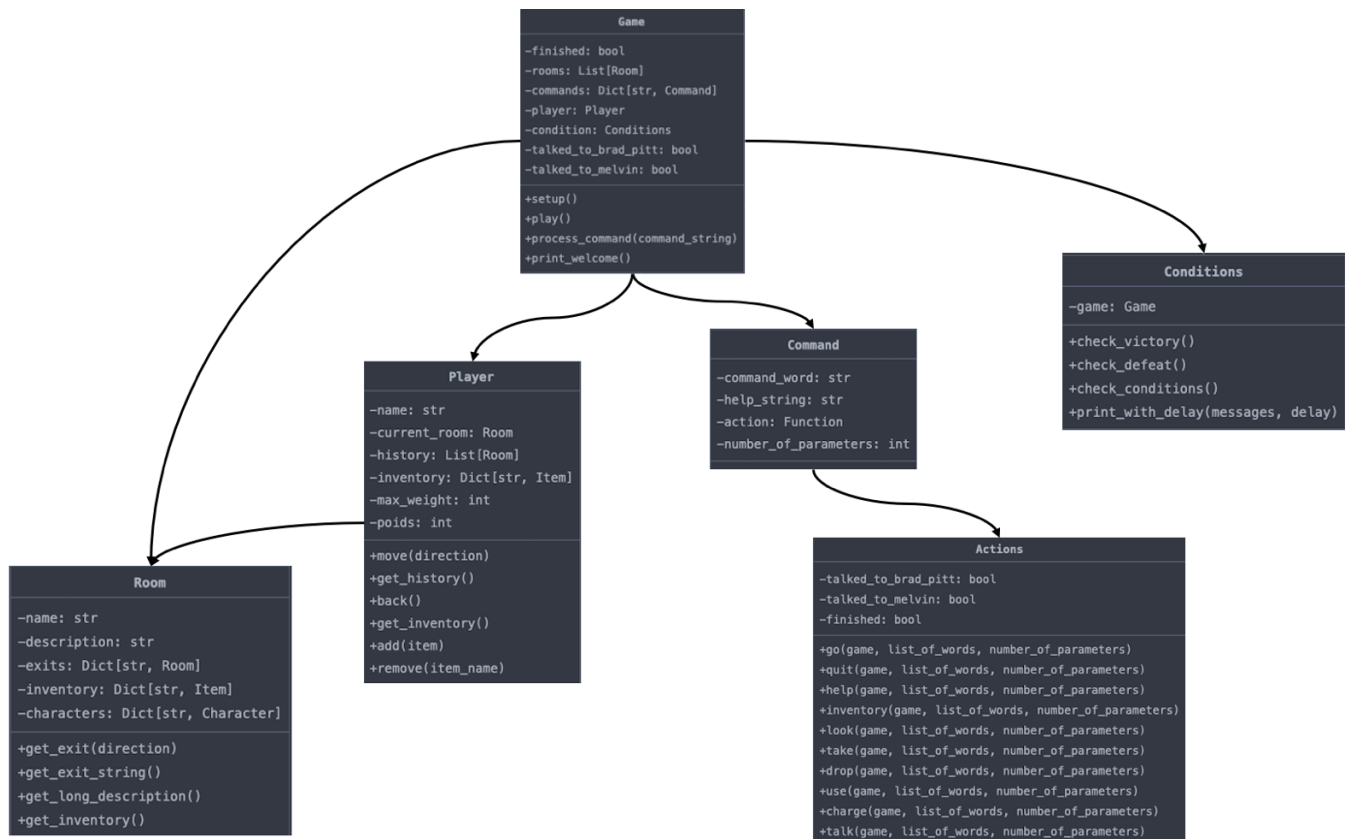 Game
-finished: bool
-rooms: List[Room]
-commands: Dict[str, Command]
-player: Player
-condition: Conditions
-talked_to_brad_pitt: bool
-talked_to_melvin: bool
+setup()
+play()
+process_command(command_string)
+print_welcome()
Conditions
-game: Game
+check_victory()
+check_defeat()
+check_conditions()
+print_with_delay(messages, delay)
Player
-name: str
-current_room: Room
-history: List[Room]
-inventory: Dict[str, Item]
-max_weight: int
-poids: int
+move(direction)
+get_history()
+back()
+get_inventory()
+add(item)
+remove(item_name)
Command
-command_word: str
-help_string: str
-action: Function
-number_of_parameters: int
Room
-name: str
-description: str
-exits: Dict[str, Room]
-inventory: Dict[str, Item]
-characters: Dict[str, Character]
+get_exit(direction)
+get_exit_string()
+get_long_description()
+get_inventory()
Actions
-talked_to_brad_pitt: bool
-talked_to_melvin: bool
-finished: bool
+go(game, list_of_words, number_of_parameters)
+quit(game, list_of_words, number_of_parameters)
+help(game, list_of_words, number_of_parameters)
+inventory(game, list_of_words, number_of_parameters)
+look(game, list_of_words, number_of_parameters)
+take(game, list_of_words, number_of_parameters)
+drop(game, list_of_words, number_of_parameters)
+use(game, list_of_words, number_of_parameters)
+charge(game, list_of_words, number_of_parameters)
+talk(game, list_of_words, number_of_parameters)